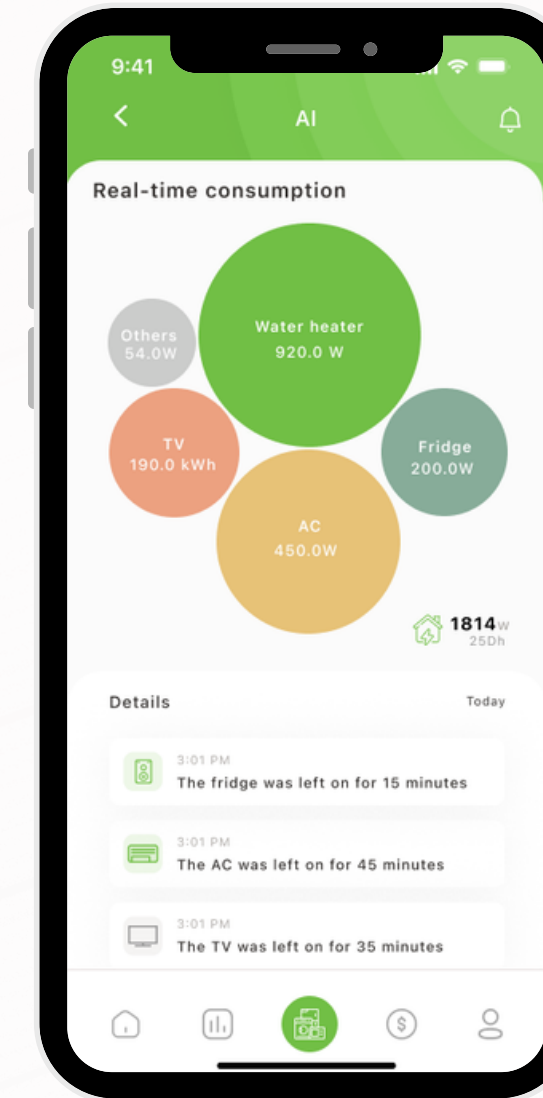 9:41
AI
Real-time consumption
Water heater
920.0 W
Others
54.0W
TV
190.0 kWh
Fridge
200.0W
AC
450.0W
1814w
25Dh
Details
Today
3:01 PM
The fridge was left on for 15 minutes
3:01 PM
The AC was left on for 45 minutes
3:01 PM
The TV was left on for 35 minutes
$